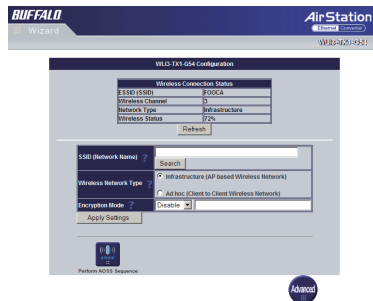 BUFFALO
AirStation
Ethernet Converter
Wizard
WLI3-TX1-G54
WLI3-TX1-G54 Configuration
Wireless Connection Status
ESSID (SSID) FOOCA
Wireless Channel 3
Network Type Infrastructure
Wireless Status 72%
Refresh
SSID (Network Name) ?
Search
Wireless Network Type ? Infrastructure (AP based Wireless Network)
Ad hoc (Client to Client Wireless Network)
Encryption Mode ? Disable
Apply Settings
AOSS
Perform AOSS Sequence
Advanced